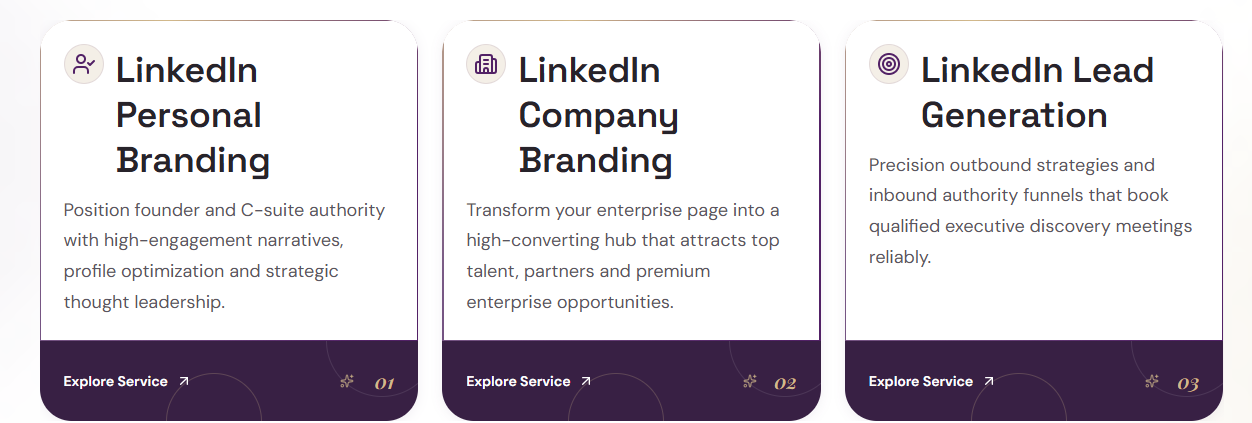 LinkedIn
Personal
Branding
Position founder and C-suite authority
with high-engagement narratives,
profile optimization and strategic
thought leadership.
Explore Service
01
LinkedIn
Company
Branding
Transform your enterprise page into a
high-converting hub that attracts top
talent, partners and premium
enterprise opportunities.
Explore Service
02
LinkedIn Lead
Generation
Precision outbound strategies and
inbound authority funnels that book
qualified executive discovery meetings
reliably.
Explore Service
03